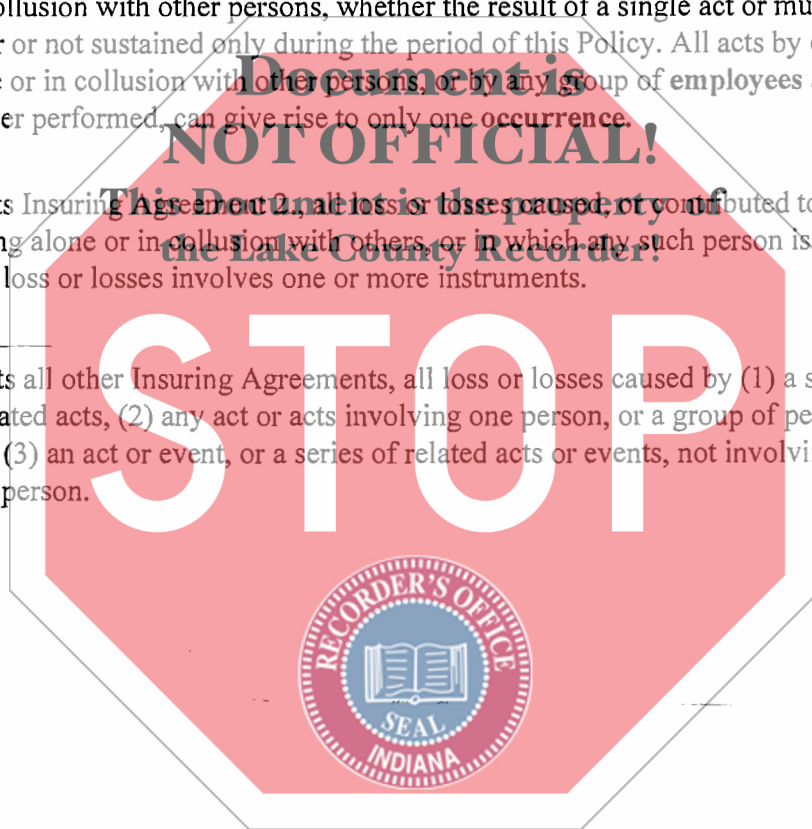 ollusion with other persons, whether the result of a single act or mu
r or not sustained only during the period of this Policy. All acts by
Document is
e or in collusion with other persons, or by any group of employees
er performed, can give rise to only one occurrence.
NOT OFFICIAL!
ts Insuring Agreement 2., all loss or losses caused, or contributed to
This Document is the property of
ng alone or in collusion with others, or in which any such person is
the Lake County Recorder!
loss or losses involves one or more instruments.
STOP
ts all other Insuring Agreements, all loss or losses caused by (1) a s
ated acts, (2) any act or acts involving one person, or a group of pe
(3) an act or event, or a series of related acts or events, not involvi
person.
RECORDER'S OFFICE
SEAL
INDIANA